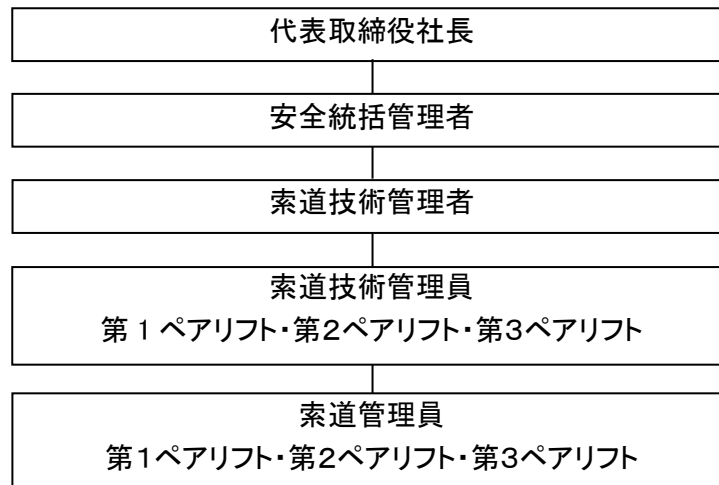 代表取締役社長
安全統括管理者
索道技術管理者
索道技術管理員
第１ペアリフト・第2ペアリフト・第3ペアリフト
索道管理員
第1ペアリフト・第2ペアリフト・第3ペアリフト